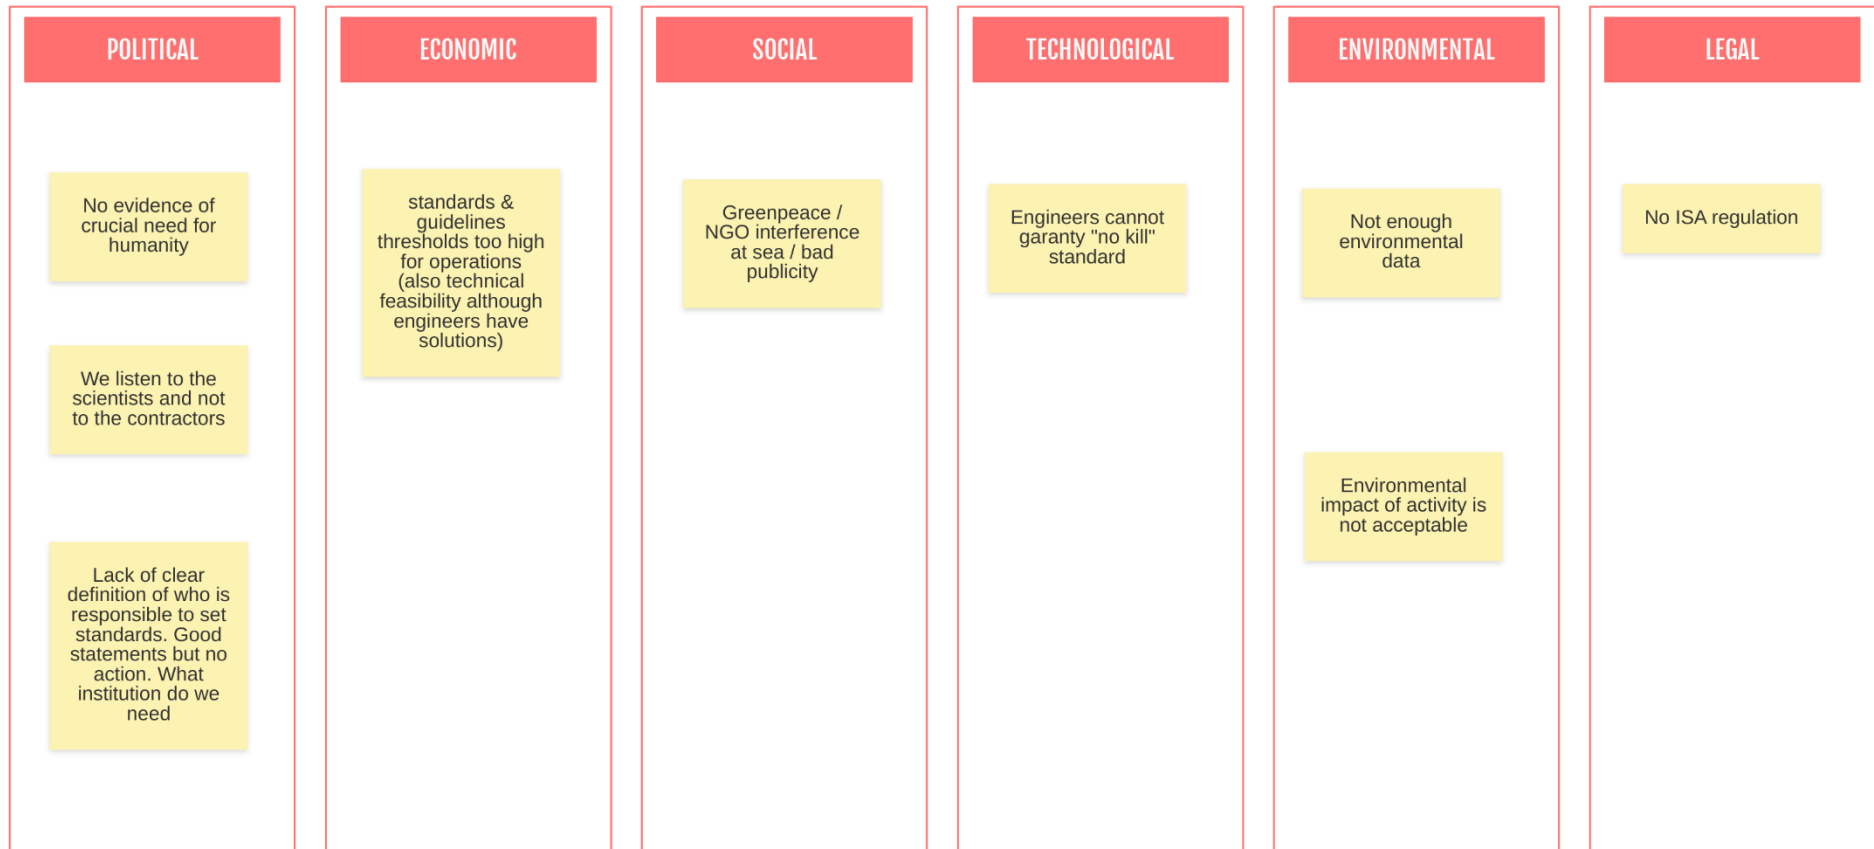 POLITICAL
No evidence of
crucial need for
humanity
We listen to the
scientists and not
to the contractors
Lack of clear
definition of who is
responsible to set
standards. Good
statements but no
action. What
institution do we
need
ECONOMIC
standards &
guidelines
thresholds too high
for operations
(also technical
feasibility although
engineers have
solutions)
SOCIAL
Greenpeace /
NGO interference
at sea / bad
publicity
TECHNOLOGICAL
Engineers cannot
garanty "no kill"
standard
ENVIRONMENTAL
Not enough
environmental
data
Environmental
impact of activity is
not acceptable
LEGAL
No ISA regulation